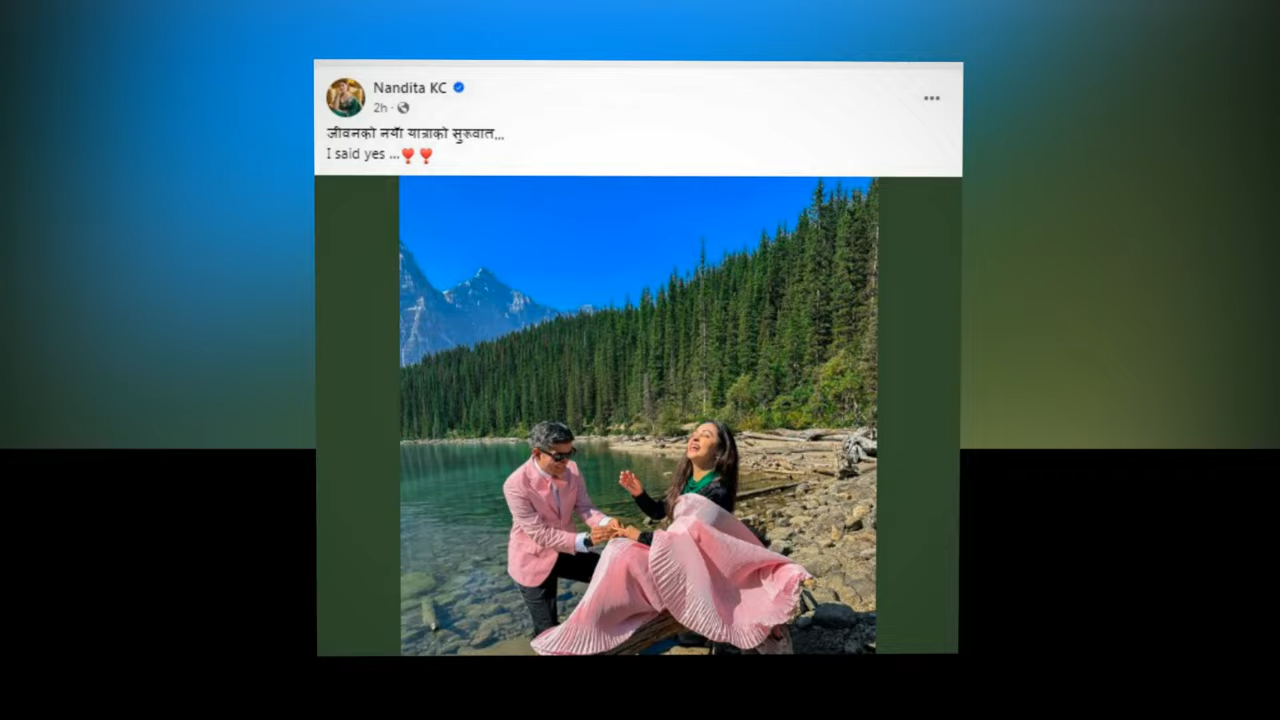 Nandita KC
2h ·
जीवनको नयाँ यात्राको सुरूवात...
I said yes ...❣️❣️